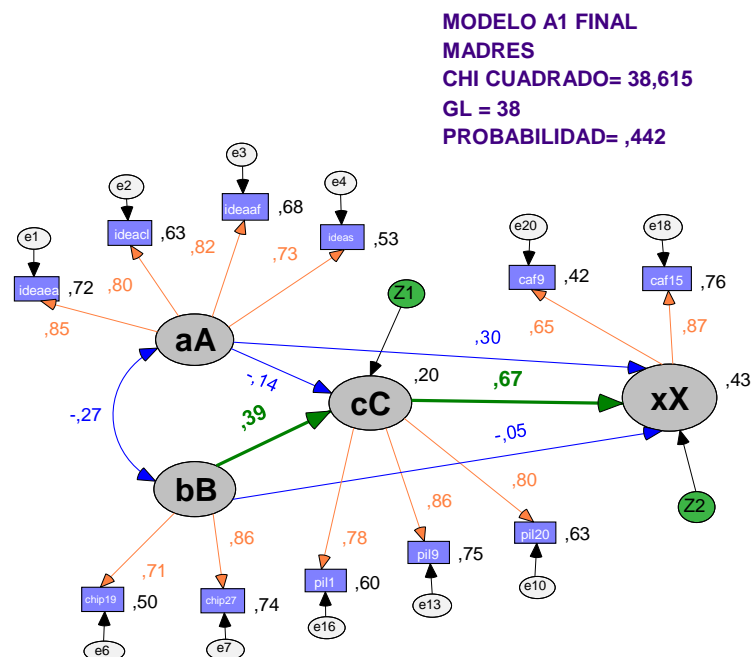 MODELO A1 FINAL
MADRES
CHI CUADRADO= 38,615
GL = 38
PROBABILIDAD= ,442
e3
e2
e4
e1
e20
e18
ideaaf
,68
ideacl
,63
ideas
,53
,82
,73
ideaea
,72
,80
,85
caf9
,42
caf15
,76
,65
,87
Z1
aA
,30
-,14
,20
,67
,43
cC
xX
-,27
,39
-,05
bB
,80
,86
,78
Z2
,86
,71
pil20
,63
pil9
,75
pil1
,60
chip19
,50
chip27
,74
e10
e13
e16
e6
e7